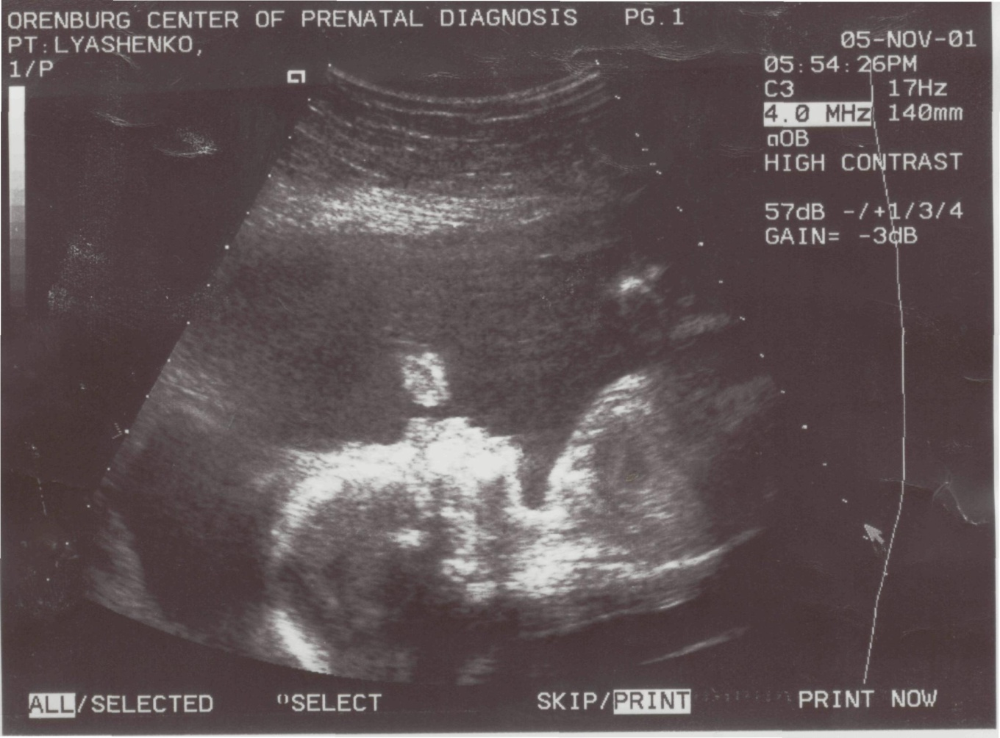 ORENBURG CENTER OF PRENATAL DIAGNOSIS PG.1
PT:LYASHENKO,
1/P
05-NOV-01
05:54:26PM
C3 17Hz
4.0 MHz 140mm
OB
HIGH CONTRAST
57dB -/+1/3/4
GAIN= -3dB
ALL/SELECTED SELECT SKIP/PRINT PRINT NOW